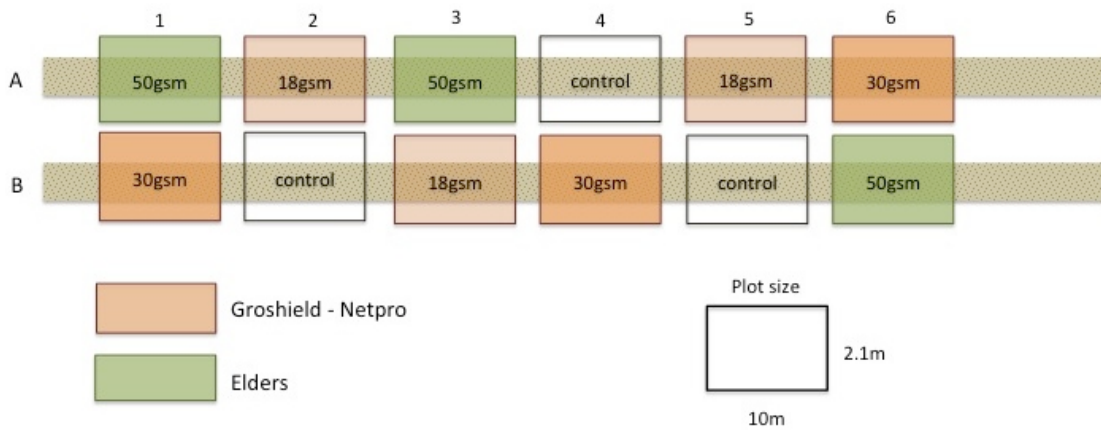 1 2 3 4 5 6
A 50gsm 18gsm 50gsm control 18gsm 30gsm
B 30gsm control 18gsm 30gsm control 50gsm
Groshield - Netpro
Elders
Plot size
2.1m
10m